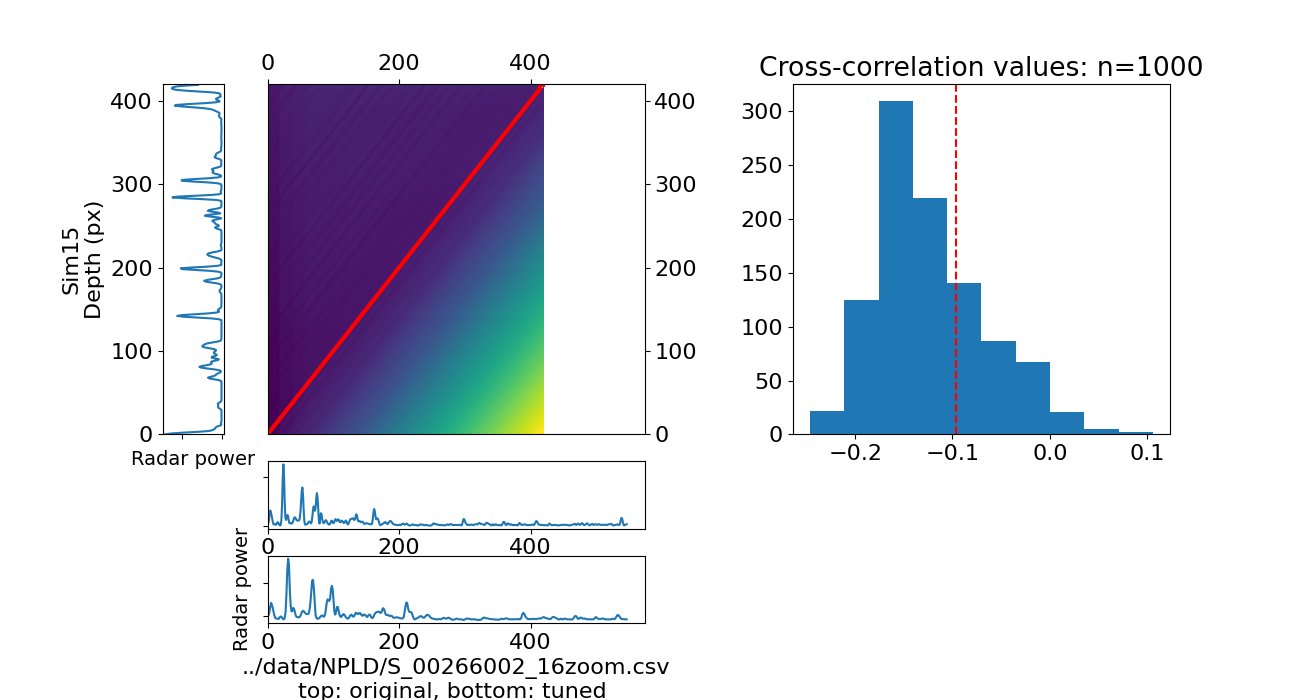 0 200 400
Cross-correlation values: n=1000
400
300
200
100
0
Sim15
Depth (px)
Radar power
400
300
200
100
0
300
250
200
150
100
50
0
−0.2 −0.1 0.0 0.1
0 200 400
Radar power
0 200 400
../data/NPLD/S_00266002_16zoom.csv
top: original, bottom: tuned